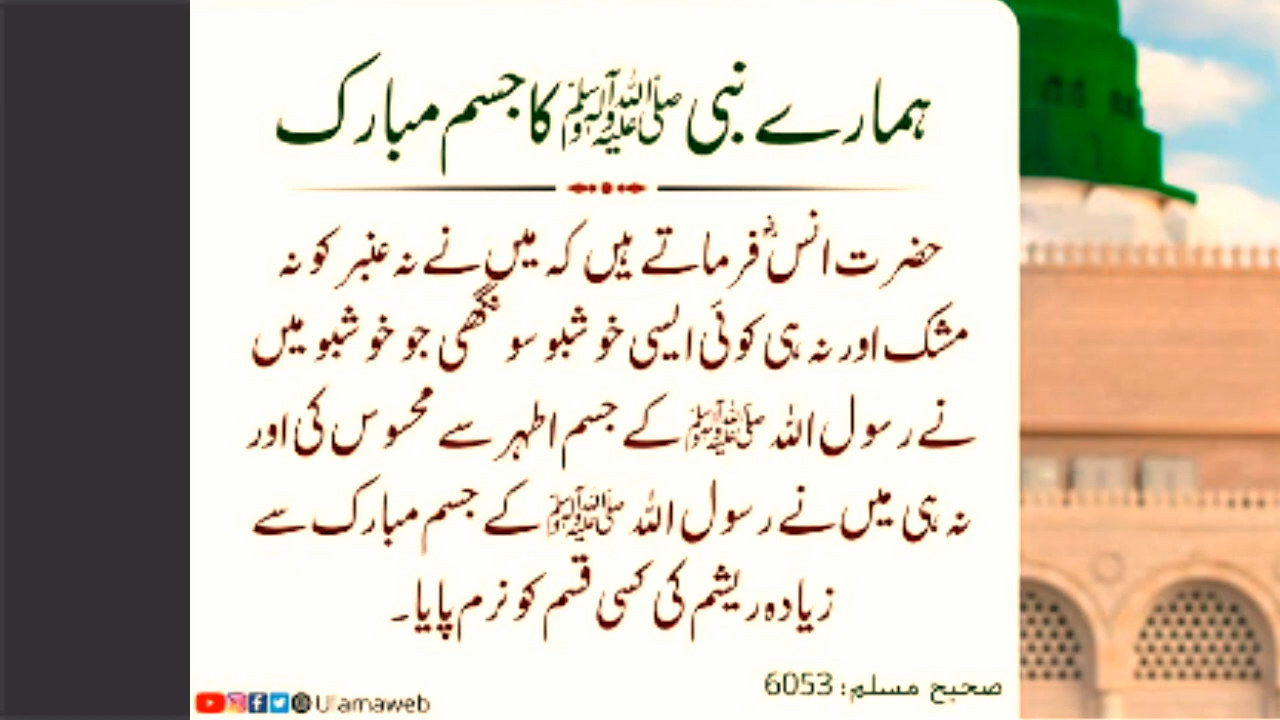 ہمارے نبی ﷺ کا جسم مبارک
حضرت انسؓ فرماتے ہیں کہ میں نے نہ عنبر کو نہ
مشک اور نہ ہی کوئی ایسی خوشبو سونگھی جو خوشبو میں
نے رسول اللہ ﷺ کے جسم اطہر سے محسوس کی اور
نہ ہی میں نے رسول اللہ ﷺ کے جسم مبارک سے
زیادہ ریشم کی کسی قسم کو نرم پایا۔
صحیح مسلم: 6053
Ulamaweb